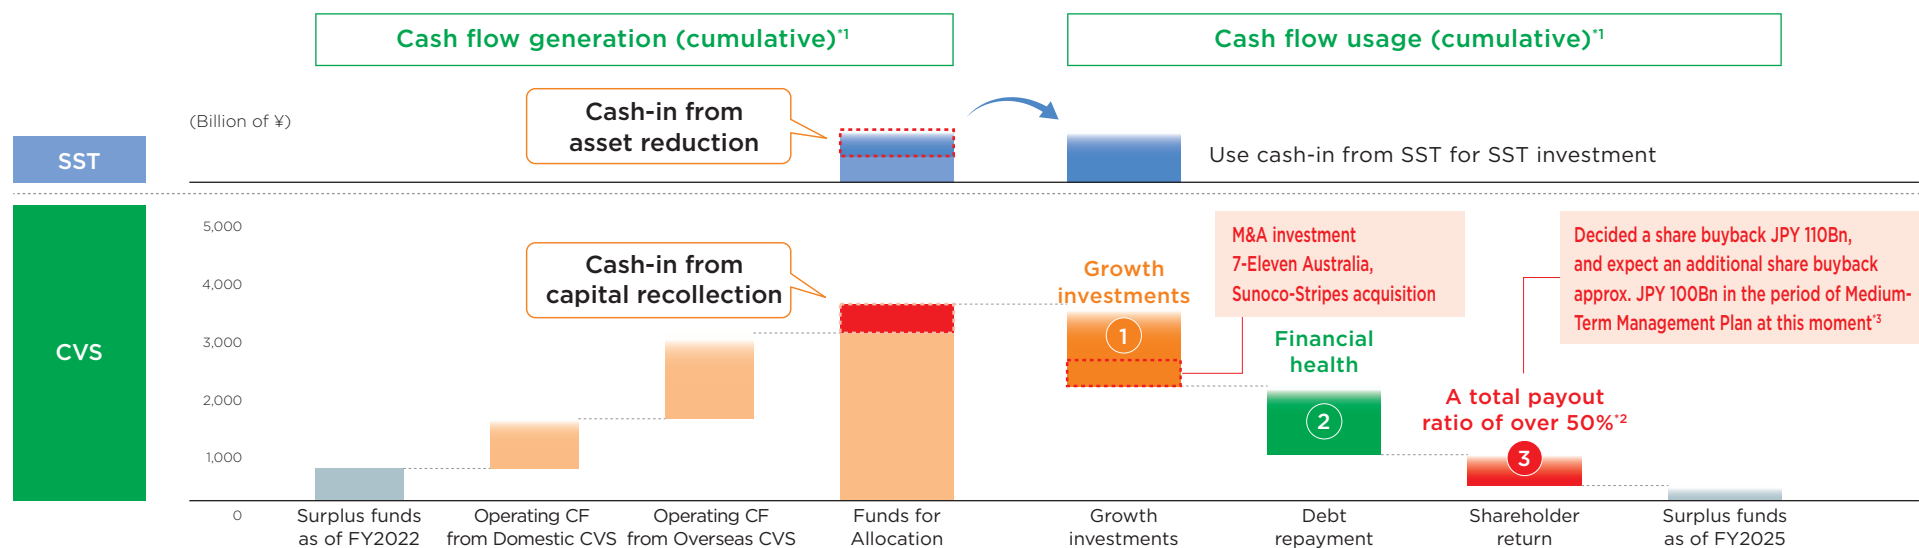 Cash flow generation (cumulative)*1
Cash flow usage (cumulative)*1
(Billion of ¥)
Cash-in from
asset reduction
SST
Use cash-in from SST for SST investment
CVS
5,000
4,000
3,000
2,000
1,000
0
Cash-in from
capital recollection
Growth
investments
1
M&A investment
7-Eleven Australia,
Sunoco-Stripes acquisition
Financial
health
2
Decided a share buyback JPY 110Bn,
and expect an additional share buyback
approx. JPY 100Bn in the period of Medium-
Term Management Plan at this moment*3
A total payout
ratio of over 50%*2
3
Surplus funds
as of FY2022
Operating CF
from Domestic CVS
Operating CF
from Overseas CVS
Funds for
Allocation
Growth
investments
Debt
repayment
Shareholder
return
Surplus funds
as of FY2025